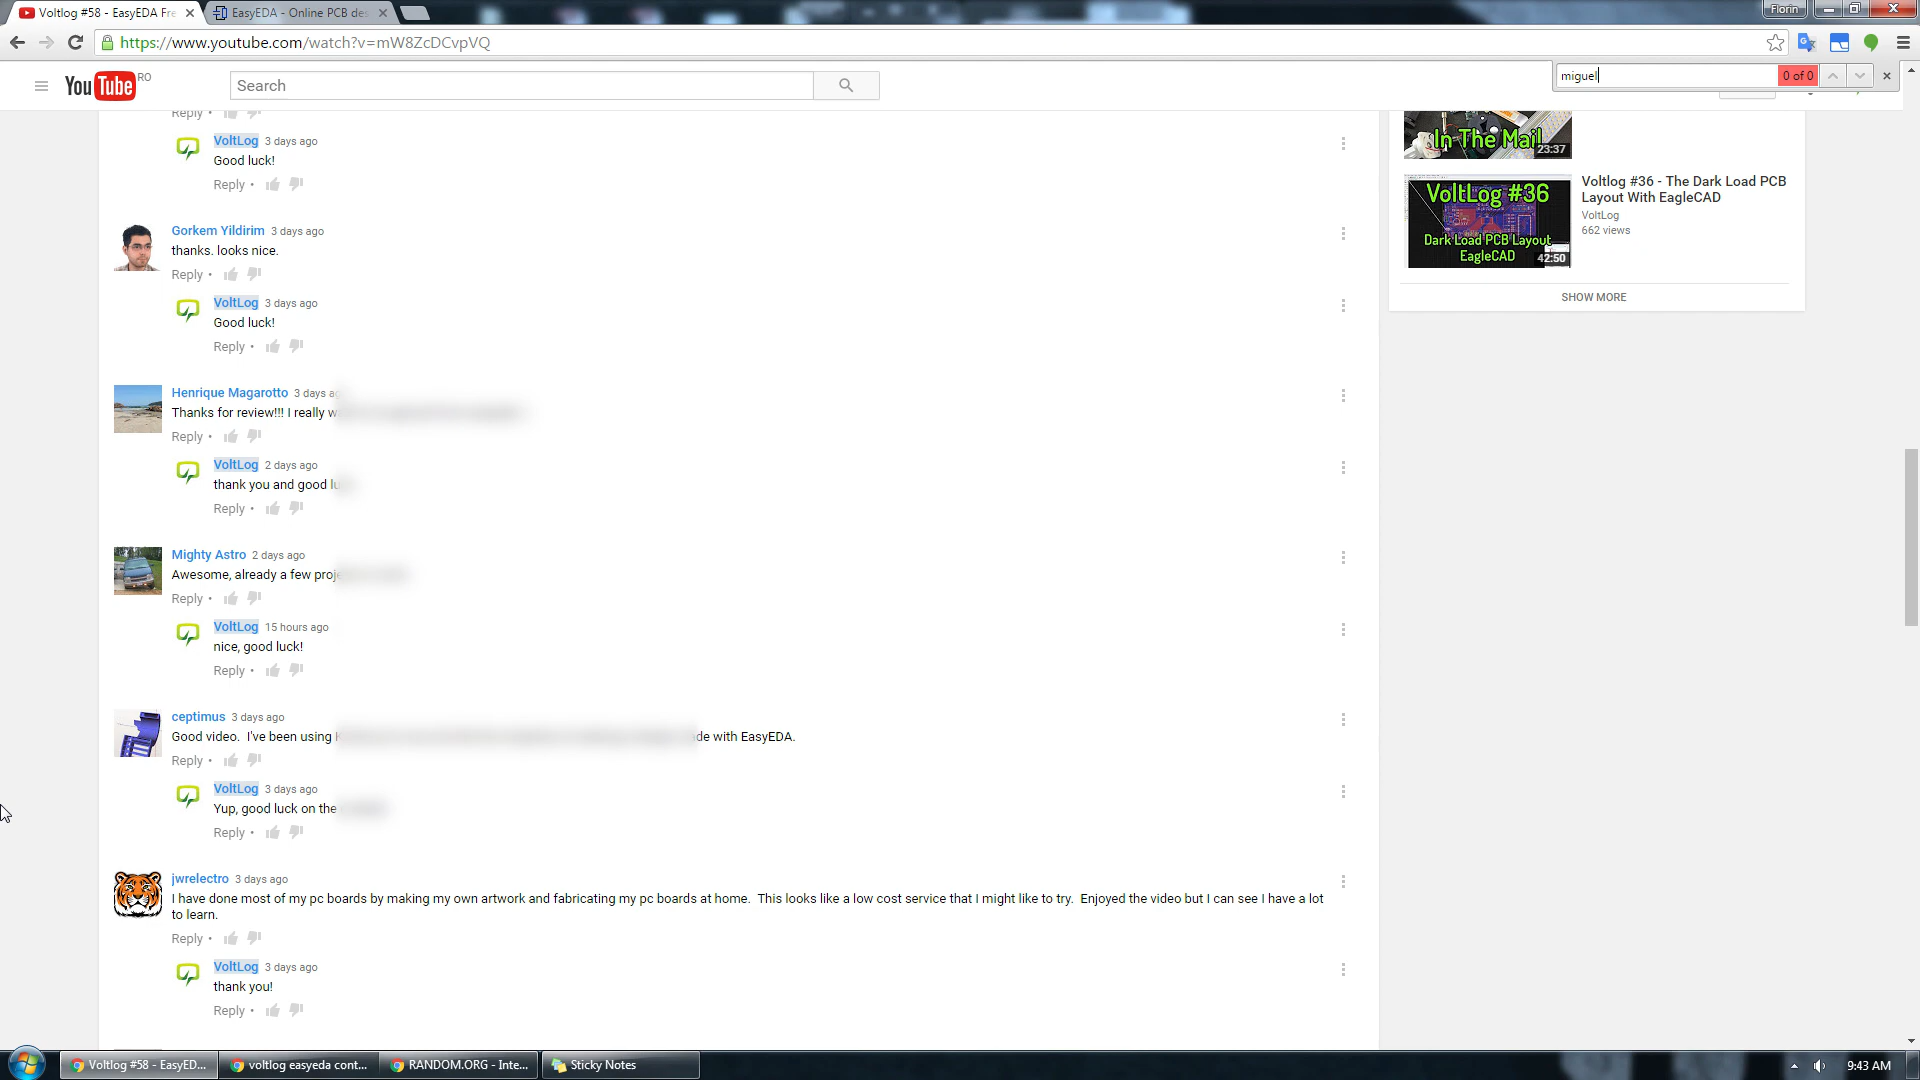 Voltlog #58 - EasyEDA Fre
EasyEDA - Online PCB des
Florin
https://www.youtube.com/watch?v=mW8ZcDCvpVQ
miguel
0 of 0
YouTube RO
Search
Reply
VoltLog 3 days ago
Good luck!
Reply •
Gorkem Yildirim 3 days ago
thanks. looks nice.
Reply •
VoltLog 3 days ago
Good luck!
Reply •
Henrique Magarotto 3 days
Thanks for review!!! I really
Reply •
VoltLog 2 days ago
thank you and good
Reply •
Mighty Astro 2 days ago
Awesome, already a few
Reply •
VoltLog 15 hours ago
nice, good luck!
Reply •
ceptimus 3 days ago
Good video. I've been using
with EasyEDA.
Reply •
VoltLog 3 days ago
Yup, good luck on the
Reply •
jwrelectro 3 days ago
I have done most of my pc boards by making my own artwork and fabricating my pc boards at home. This looks like a low cost service that I might like to try. Enjoyed the video but I can see I have a lot
to learn.
Reply •
VoltLog 3 days ago
thank you!
Reply •
In The Mail
23:37
VoltLog #36
Dark Load PCB Layout
EagleCAD
42:50
Voltlog #36 - The Dark Load PCB
Layout With EagleCAD
VoltLog
662 views
SHOW MORE
Voltlog #58 - EasyED...
voltlog easyeda cont...
RANDOM.ORG - Inte...
Sticky Notes
9:43 AM